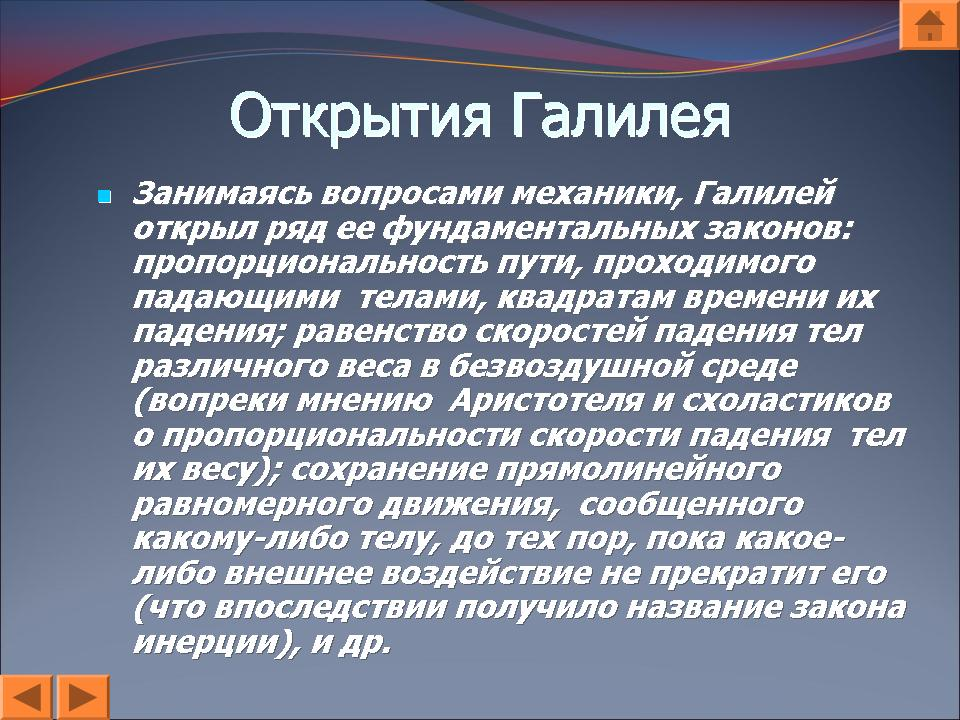 Открытия Галилея
Занимаясь вопросами механики, Галилей
открыл ряд ее фундаментальных законов:
пропорциональность пути, проходимого
падающими  телами, квадратам времени их
падения; равенство скоростей падения тел
различного веса в безвоздушной среде
(вопреки мнению  Аристотеля и схоластиков
о пропорциональности скорости падения  тел
их весу); сохранение прямолинейного
равномерного движения,  сообщенного
какому-либо телу, до тех пор, пока какое-
либо внешнее воздействие не прекратит его
(что впоследствии получило название закона
инерции), и др.